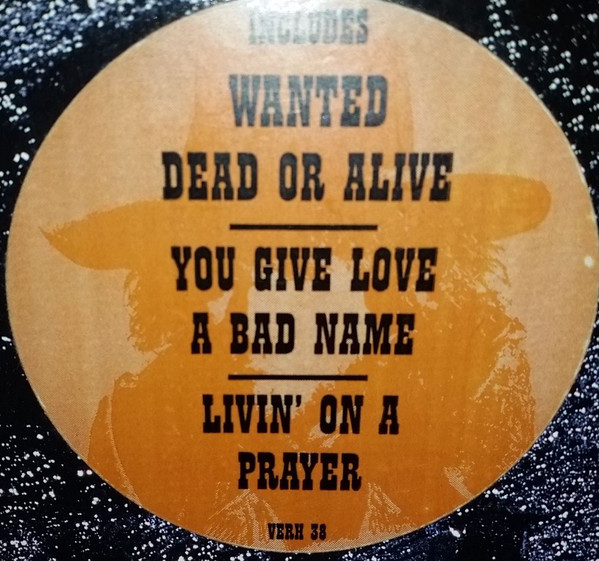 INCLUDES
WANTED
DEAD OR ALIVE
YOU GIVE LOVE
A BAD NAME
LIVIN' ON A
PRAYER
VERH 38